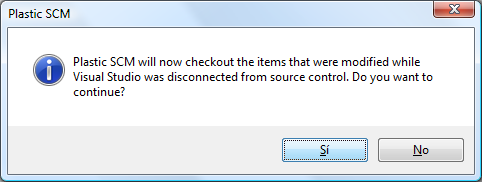 Plastic SCM
Plastic SCM will now checkout the items that were modified while
Visual Studio was disconnected from source control. Do you want to
continue?
Sí
No